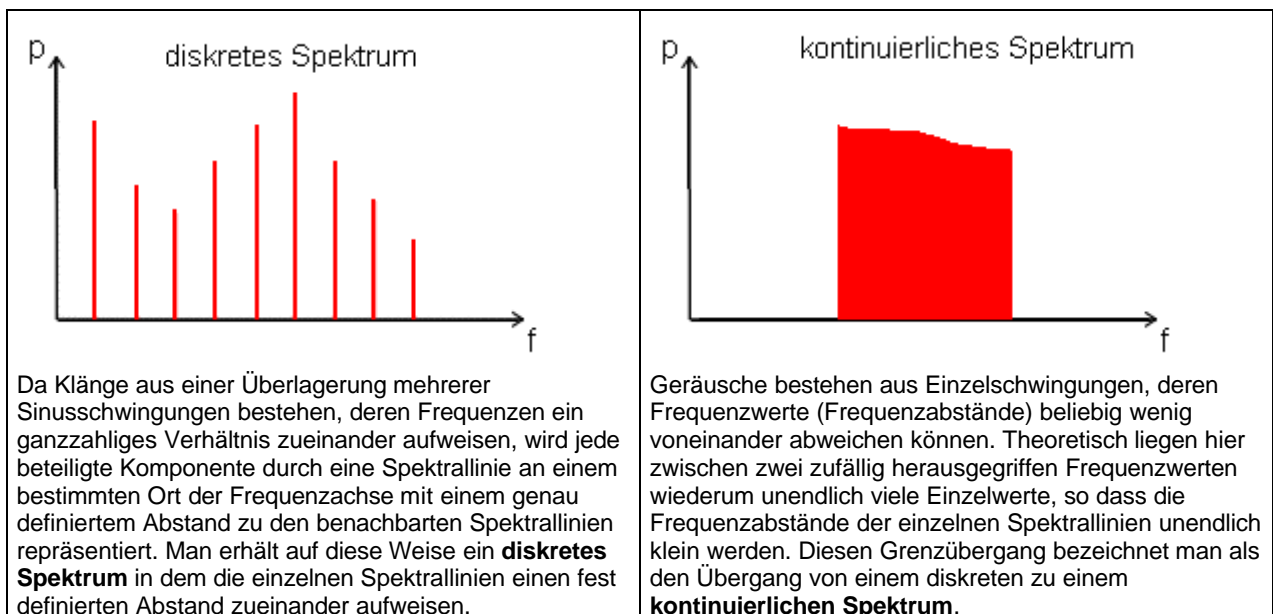 p
diskretes Spektrum
f
Da Klänge aus einer Überlagerung mehrerer
Sinusschwingungen bestehen, deren Frequenzen ein
ganzzahliges Verhältnis zueinander aufweisen, wird jede
beteiligte Komponente durch eine Spektrallinie an einem
bestimmten Ort der Frequenzachse mit einem genau
definiertem Abstand zu den benachbarten Spektrallinien
repräsentiert. Man erhält auf diese Weise ein diskretes
Spektrum in dem die einzelnen Spektrallinien einen fest
definierten Abstand zueinander aufweisen.
p
kontinuierliches Spektrum
f
Geräusche bestehen aus Einzelschwingungen, deren
Frequenzwerte (Frequenzabstände) beliebig wenig
voneinander abweichen können. Theoretisch liegen hier
zwischen zwei zufällig herausgegriffen Frequenzwerten
wiederum unendlich viele Einzelwerte, so dass die
Frequenzabstände der einzelnen Spektrallinien unendlich
klein werden. Diesen Grenzübergang bezeichnet man als
den Übergang von einem diskreten zu einem
kontinuierlichen Spektrum.